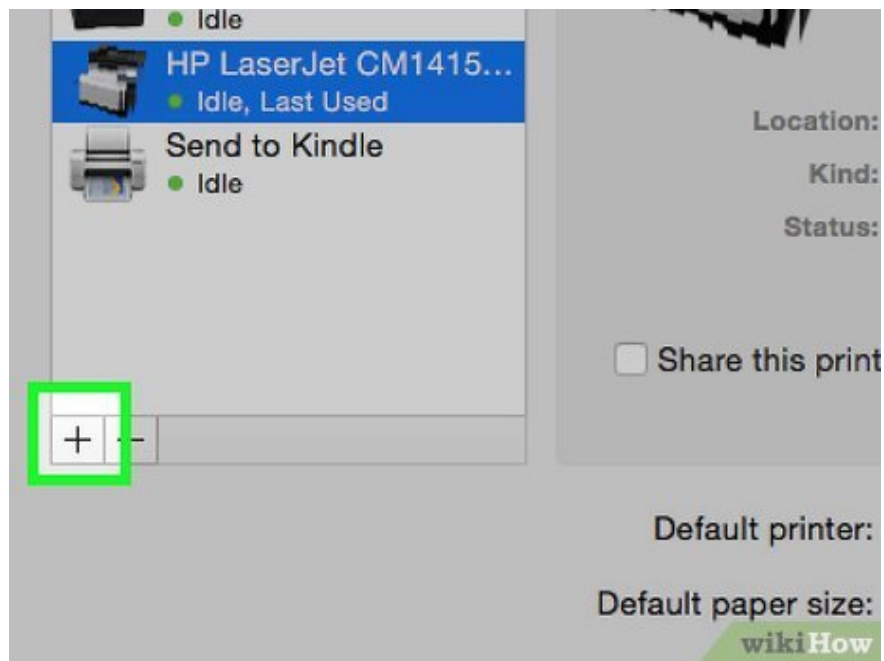 Idle
HP LaserJet CM1415...
Idle, Last Used
Send to Kindle
Idle
+ −
Location:
Kind:
Status:
Share this print
Default printer:
Default paper size:
wikiHow